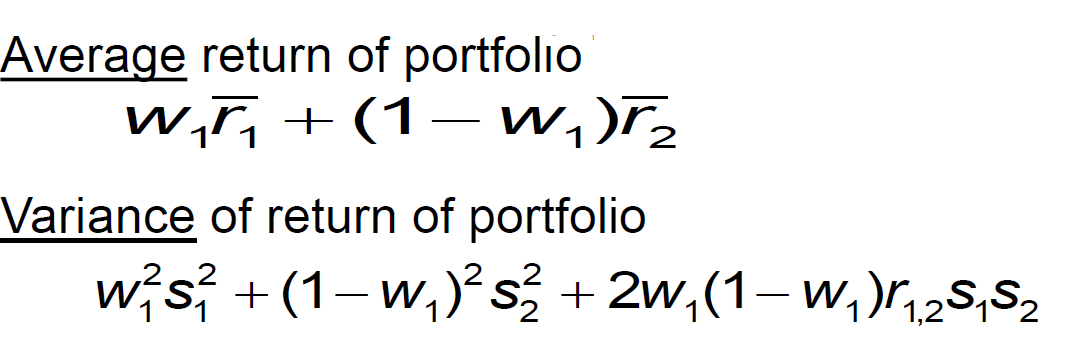 Average return of portfolio
w₁r̅₁ + (1 − w₁)r̅₂
Variance of return of portfolio
w₁²s₁² + (1 − w₁)²s₂² + 2w₁(1 − w₁)r₁,₂s₁s₂